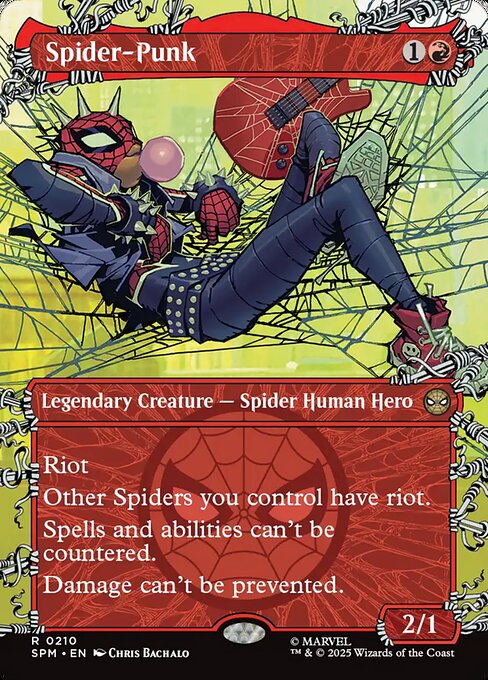 Spider-Punk 1
Legendary Creature — Spider Human Hero
Riot
Other Spiders you control have riot.
Spells and abilities can't be
countered.
Damage can't be prevented.
2/1
R 0210
SPM • EN Chris Bachalo
© MARVEL
™ & © 2025 Wizards of the Coast